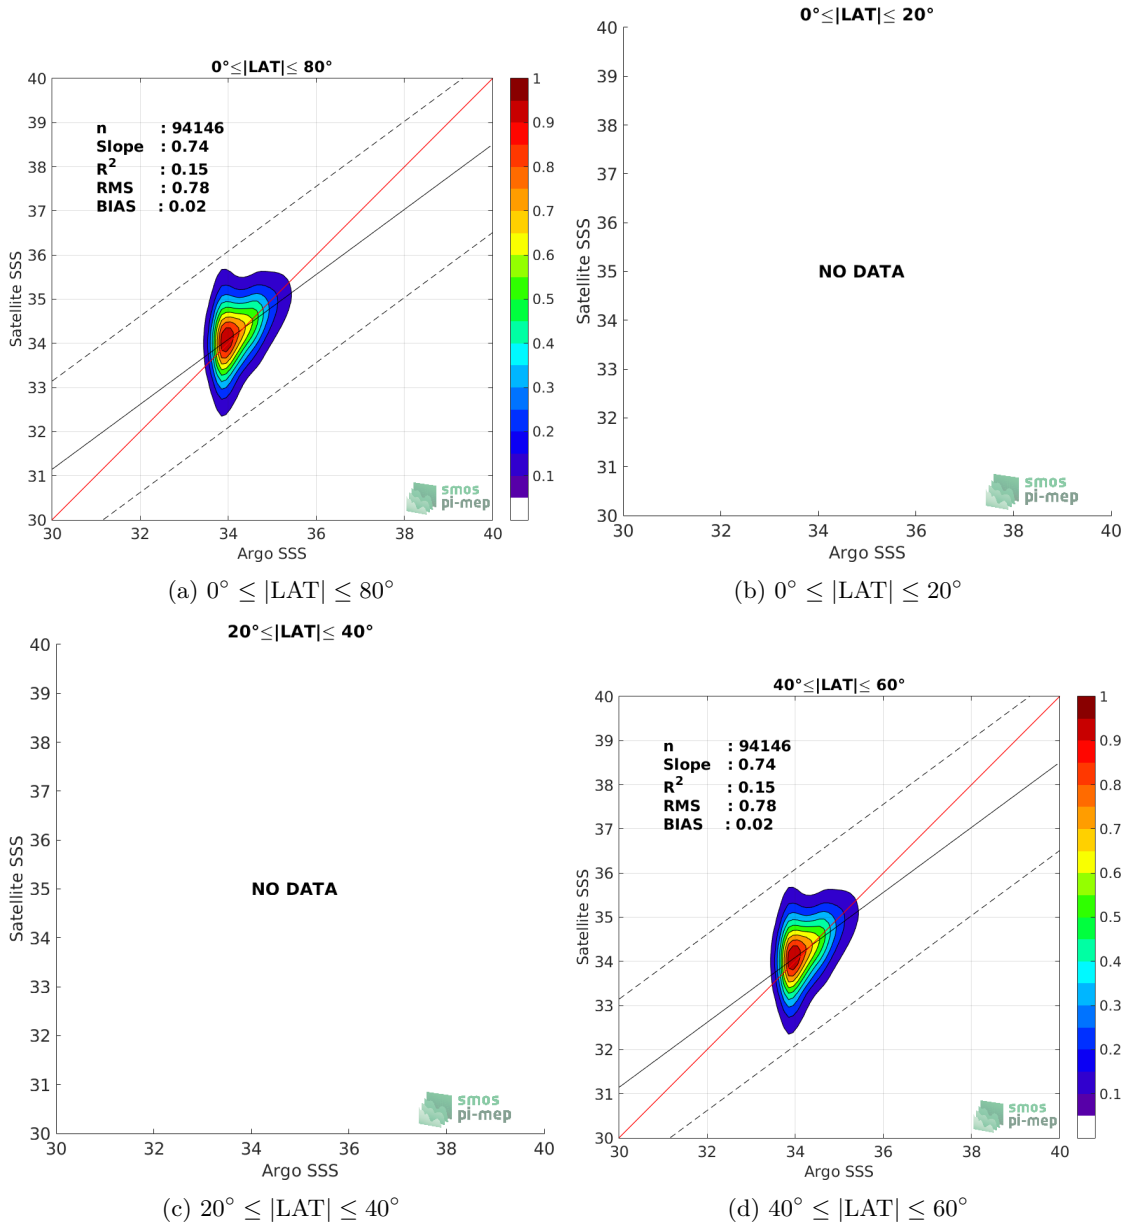 0°≤|LAT|≤ 80°
n : 94146
Slope : 0.74
R² : 0.15
RMS : 0.78
BIAS : 0.02
Satellite SSS
40
39
38
37
36
35
34
33
32
31
30
30 32 34 36 38 40
Argo SSS
1
0.9
0.8
0.7
0.6
0.5
0.4
0.3
0.2
0.1
smos
pi-mep
(a) 0° ≤ |LAT| ≤ 80°
0°≤|LAT|≤ 20°
Satellite SSS
40
39
38
37
36
35
34
33
32
31
30
NO DATA
30 32 34 36 38 40
Argo SSS
smos
pi-mep
(b) 0° ≤ |LAT| ≤ 20°
20°≤|LAT|≤ 40°
Satellite SSS
40
39
38
37
36
35
34
33
32
31
30
NO DATA
30 32 34 36 38 40
Argo SSS
smos
pi-mep
(c) 20° ≤ |LAT| ≤ 40°
40°≤|LAT|≤ 60°
n : 94146
Slope : 0.74
R² : 0.15
RMS : 0.78
BIAS : 0.02
Satellite SSS
40
39
38
37
36
35
34
33
32
31
30
30 32 34 36 38 40
Argo SSS
1
0.9
0.8
0.7
0.6
0.5
0.4
0.3
0.2
0.1
smos
pi-mep
(d) 40° ≤ |LAT| ≤ 60°